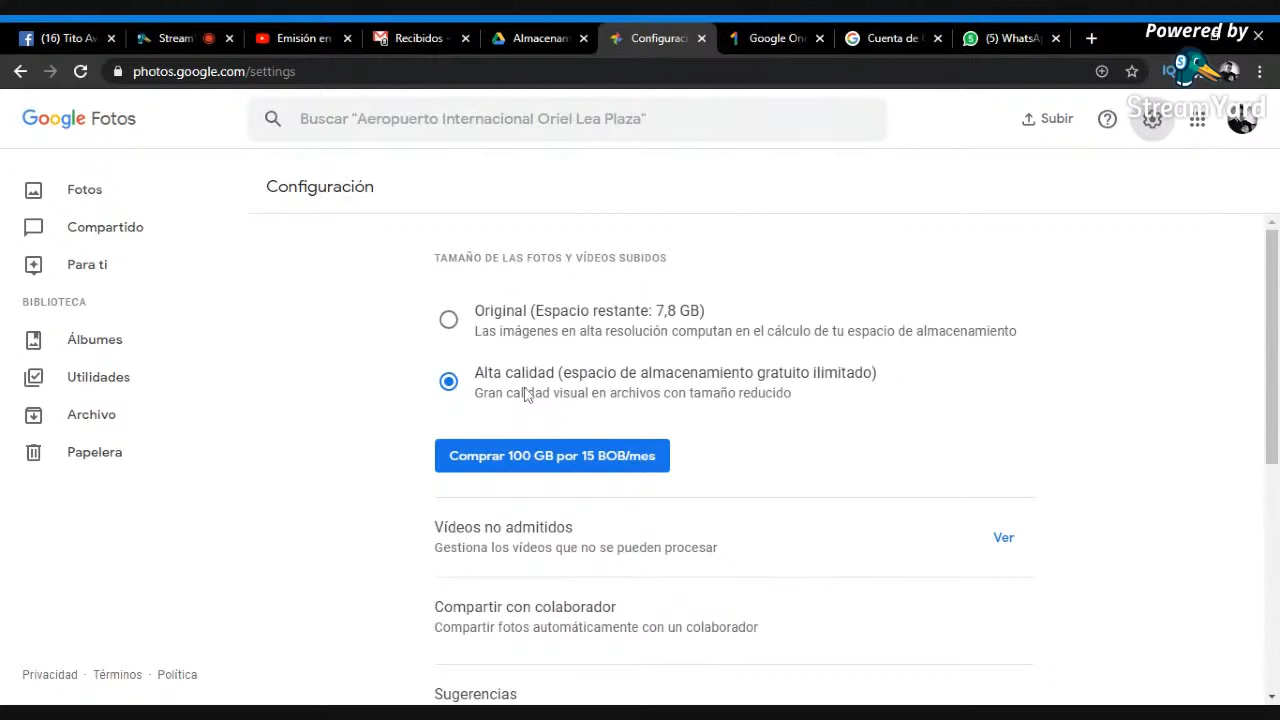 (16) Tito Av
Stream
Emisión en
Recibidos -
Almacenam
Configurac
Google One
Cuenta de
(5) WhatsA
Powered by
photos.google.com/settings
IQ
StreamYard
Google Fotos
Buscar "Aeropuerto Internacional Oriel Lea Plaza"
Subir
Fotos
Compartido
Para ti
BIBLIOTECA
Álbumes
Utilidades
Archivo
Papelera
Configuración
TAMAÑO DE LAS FOTOS Y VÍDEOS SUBIDOS
Original (Espacio restante: 7,8 GB)
Las imágenes en alta resolución computan en el cálculo de tu espacio de almacenamiento
Alta calidad (espacio de almacenamiento gratuito ilimitado)
Gran calidad visual en archivos con tamaño reducido
Comprar 100 GB por 15 BOB/mes
Vídeos no admitidos
Gestiona los vídeos que no se pueden procesar
Ver
Compartir con colaborador
Compartir fotos automáticamente con un colaborador
Sugerencias
Privacidad · Términos · Política